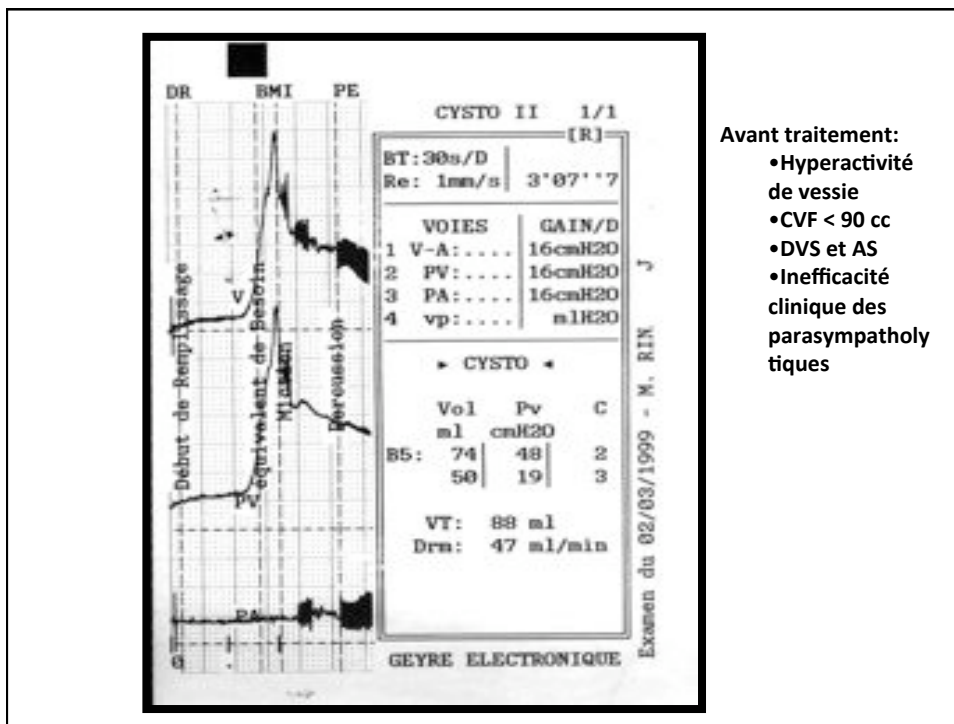 DR BMI PE
CYSTO II 1/1
[R]
BT:30s/D
Re: 1mm/s 3'07''7
VOIES GAIN/D
1 V-A:.... 16cmH2O
2 PV:.... 16cmH2O
3 PA:.... 16cmH2O
4 vp:.... mlH2O
▸ CYSTO ◂
Vol Pv C
ml cmH2O
B5: 74 48 2
50 19 3
VT: 88 ml
Drm: 47 ml/min
GEYRE ELECTRONIQUE
Début de Remplissage
équivalent de Besoin
Miction
Percussion
V
PV
PA
0
Examen du 02/03/1999 - M. RIN J
Avant traitement:
•Hyperactivité
de vessie
•CVF < 90 cc
•DVS et AS
•Inefficacité
clinique des
parasympatholy
tiques